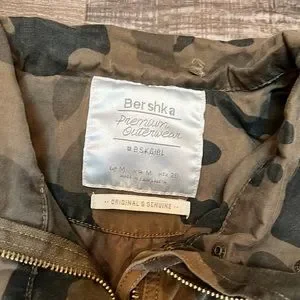 Bershka
Premium
Outerwear
#BSKGIRL
ORIGINAL & GENUINE